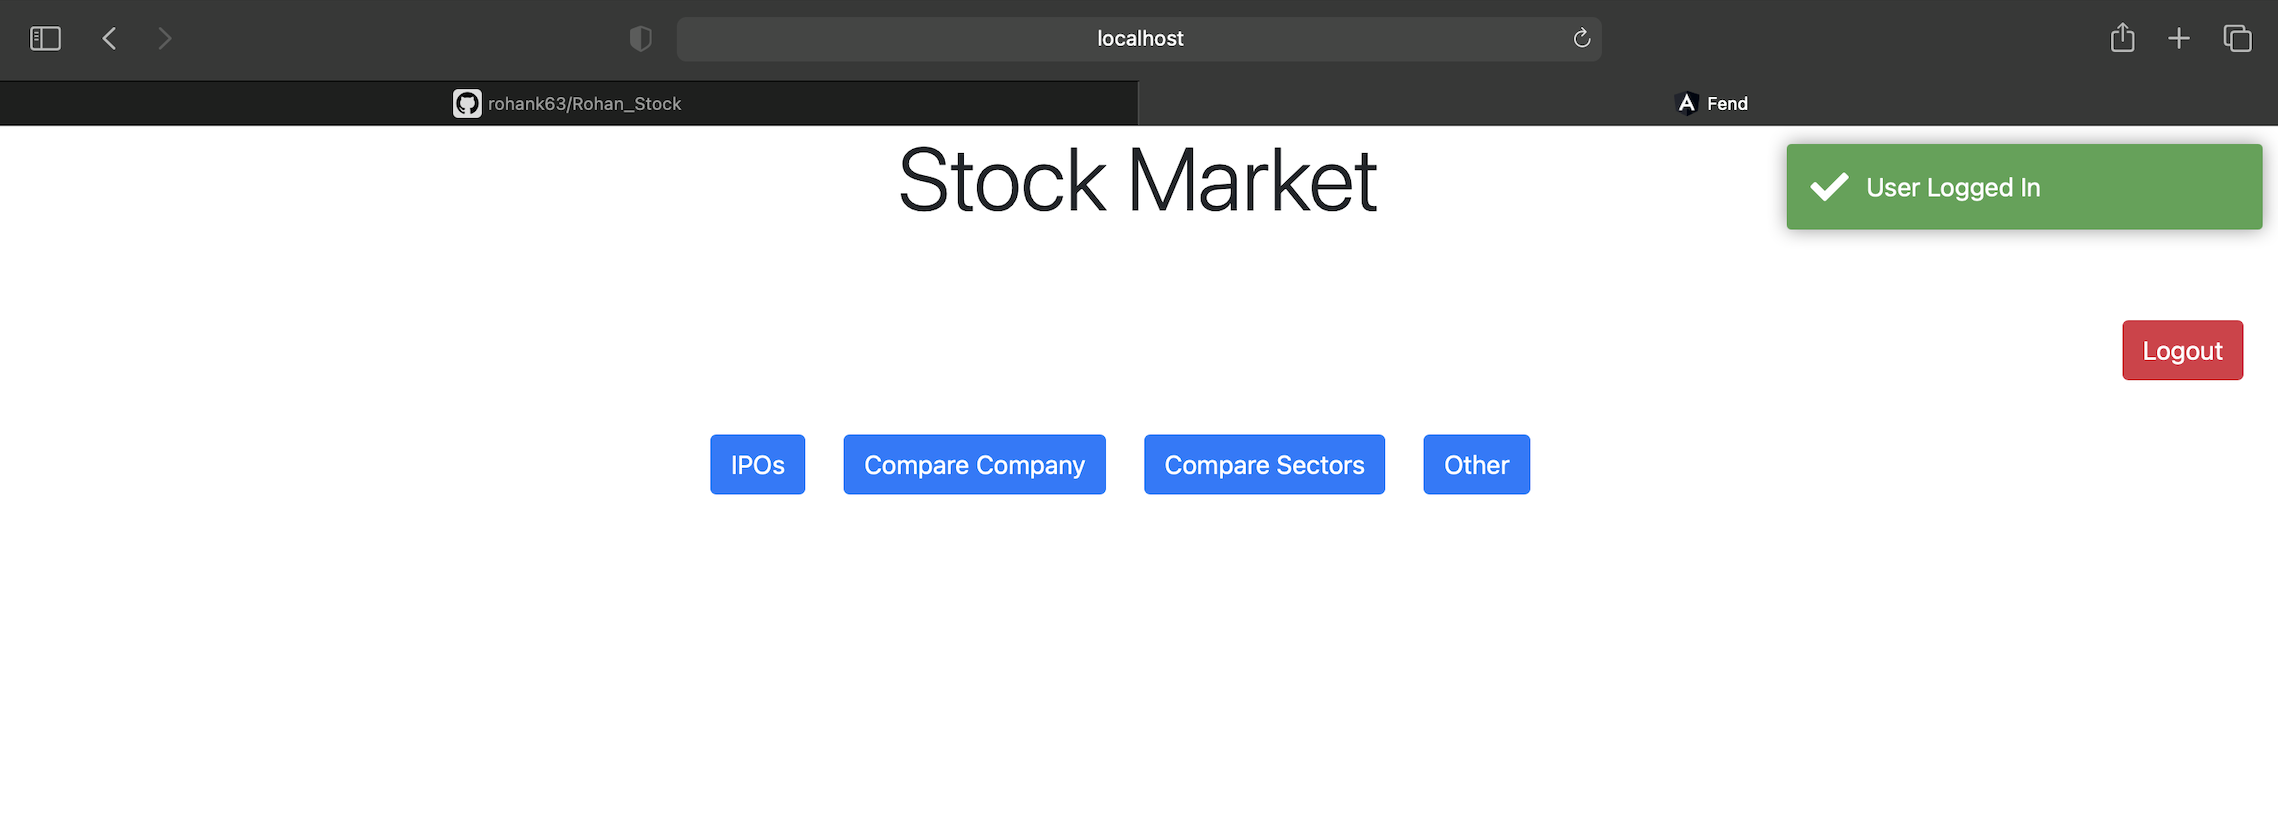 localhost
rohank63/Rohan_Stock
Fend
Stock Market
User Logged In
Logout
IPOs
Compare Company
Compare Sectors
Other